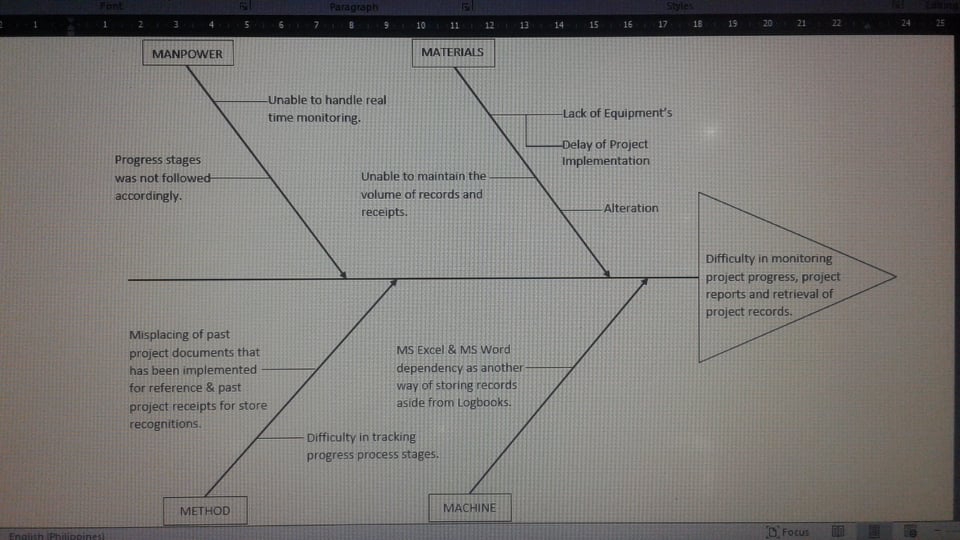 Font
Paragraph
Styles
Editing
2 1 1 2 3 4 5 6 7 8 9 10 11 12 13 14 15 16 17 18 19 20 21 22 24 25
MANPOWER
MATERIALS
Unable to handle real
time monitoring.
Progress stages
was not followed
accordingly.
Lack of Equipment's
Delay of Project
Implementation
Unable to maintain the
volume of records and
receipts.
Alteration
Difficulty in monitoring
project progress, project
reports and retrieval of
project records.
Misplacing of past
project documents that
has been implemented
for reference & past
project receipts for store
recognitions.
MS Excel & MS Word
dependency as another
way of storing records
aside from Logbooks.
Difficulty in tracking
progress process stages.
METHOD
MACHINE
English (Philippines)
Focus